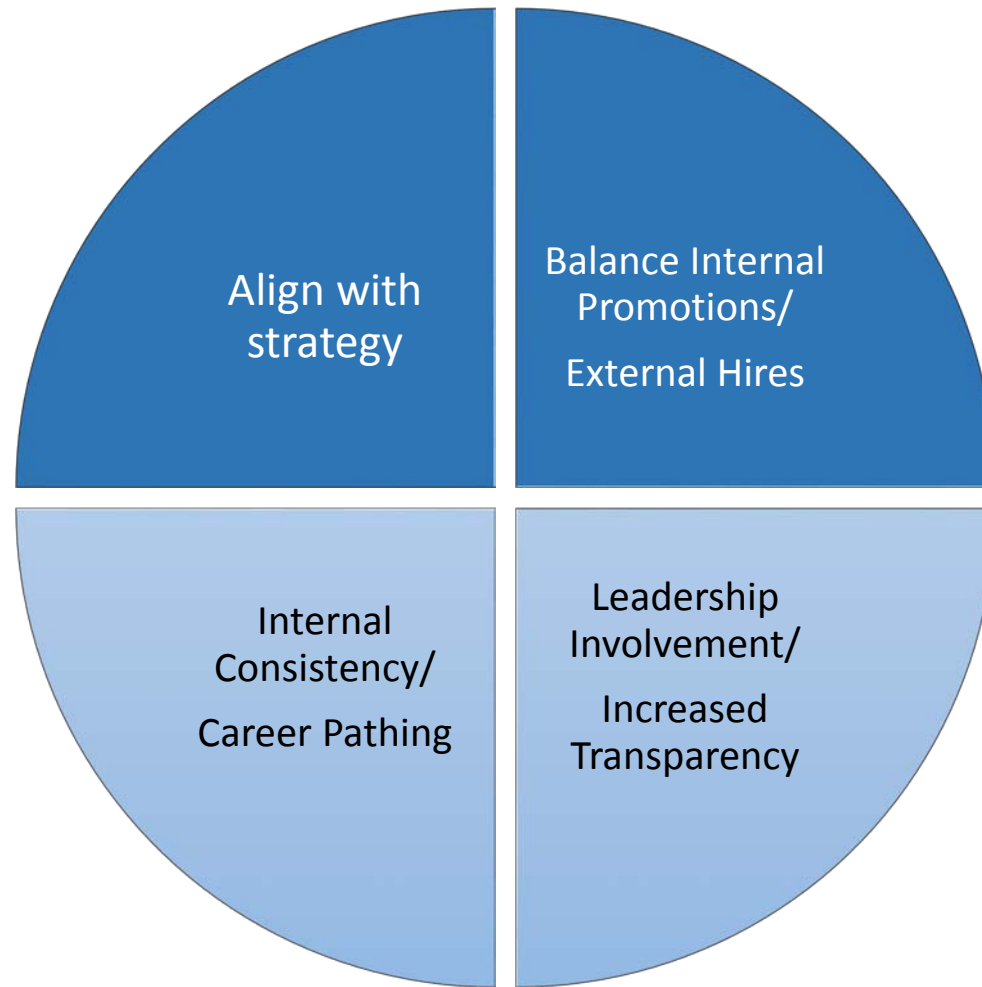 Align with
strategy
Balance Internal
Promotions/
External Hires
Internal
Consistency/
Career Pathing
Leadership
Involvement/
Increased
Transparency